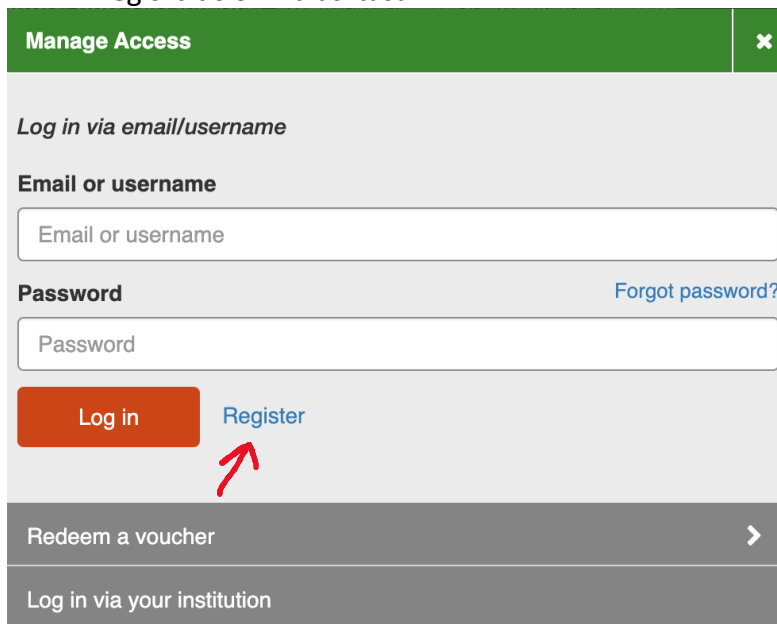 Manage Access
Log in via email/username
Email or username
Email or username
Password Forgot password?
Password
Log in Register
Redeem a voucher
Log in via your institution